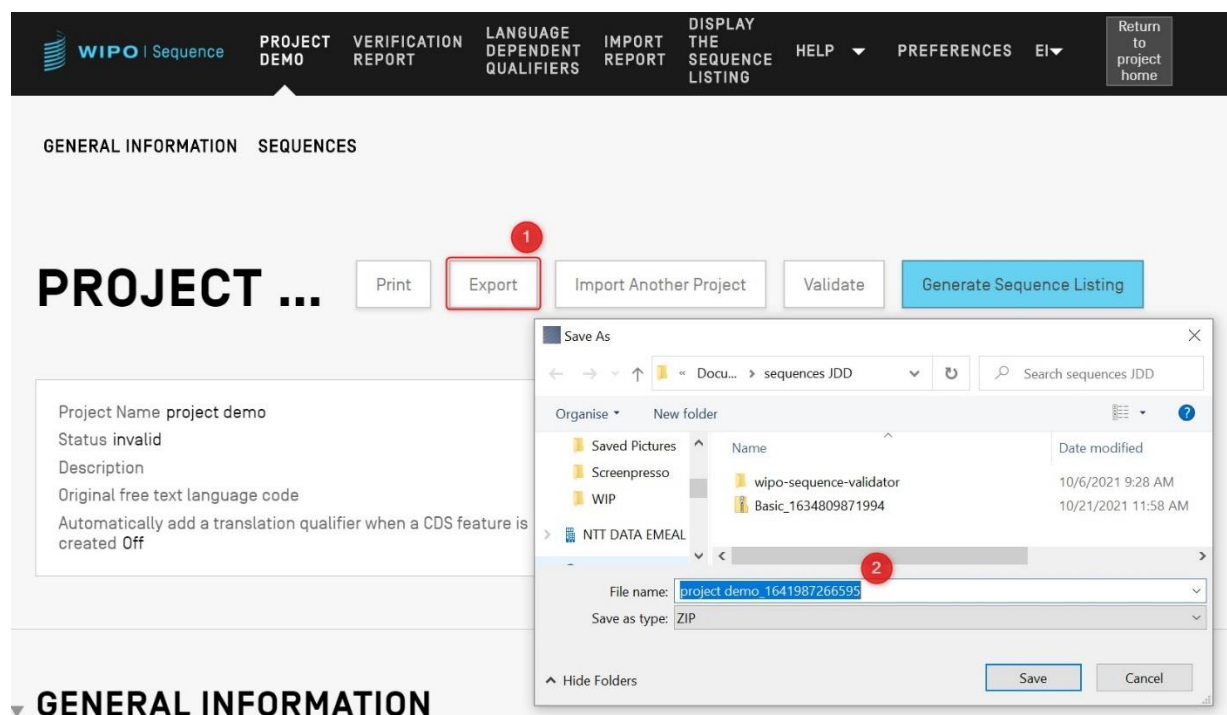 WIPO | Sequence
PROJECT
DEMO
VERIFICATION
REPORT
LANGUAGE
DEPENDENT
QUALIFIERS
IMPORT
REPORT
DISPLAY
THE
SEQUENCE
LISTING
HELP
PREFERENCES
Return
to
project
home
GENERAL INFORMATION SEQUENCES
1
PROJECT ...
Print
Export
Import Another Project
Validate
Generate Sequence Listing
Project Name project demo
Status invalid
Description
Original free text language code
Automatically add a translation qualifier when a CDS feature is
created Off
Save As
« Docu... > sequences JDD
Search sequences JDD
Organise
New folder
Saved Pictures
Screenpresso
WIP
NTT DATA EMEAL
Name
Date modified
wipo-sequence-validator
10/6/2021 9:28 AM
Basic_1634809871994
10/21/2021 11:58 AM
2
File name: project demo_1641987266595
Save as type: ZIP
Hide Folders
Save
Cancel
GENERAL INFORMATION